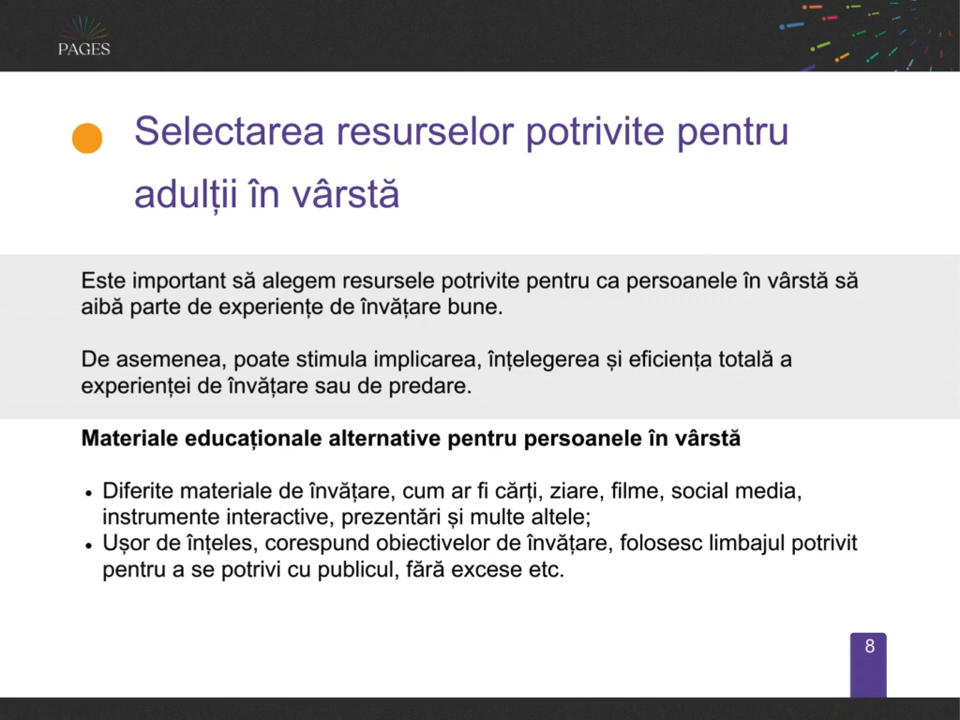 PAGES
Selectarea resurselor potrivite pentru
adulții în vârstă
Este important să alegem resursele potrivite pentru ca persoanele în vârstă să
aibă parte de experiențe de învățare bune.
De asemenea, poate stimula implicarea, înțelegerea și eficiența totală a
experienței de învățare sau de predare.
Materiale educaționale alternative pentru persoanele în vârstă
• Diferite materiale de învățare, cum ar fi cărți, ziare, filme, social media,
instrumente interactive, prezentări și multe altele;
• Ușor de înțeles, corespund obiectivelor de învățare, folosesc limbajul potrivit
pentru a se potrivi cu publicul, fără excese etc.
8